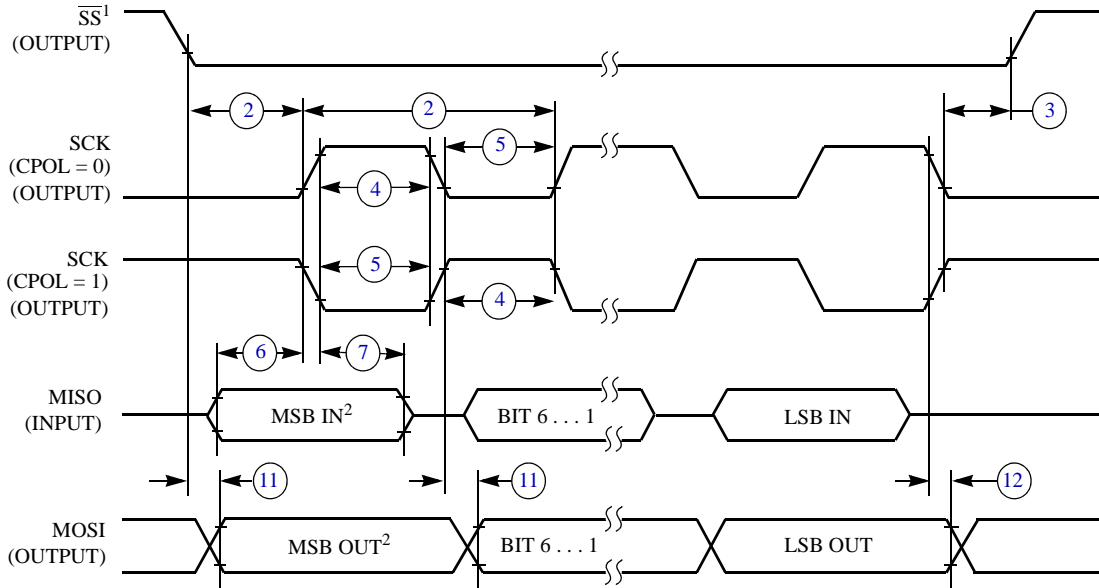 SS¹
(OUTPUT)
2
2
3
SCK
(CPOL = 0)
(OUTPUT)
5
4
SCK
(CPOL = 1)
(OUTPUT)
5
4
6
7
MISO
(INPUT)
MSB IN²
BIT 6 . . . 1
LSB IN
11
11
12
MOSI
(OUTPUT)
MSB OUT²
BIT 6 . . . 1
LSB OUT